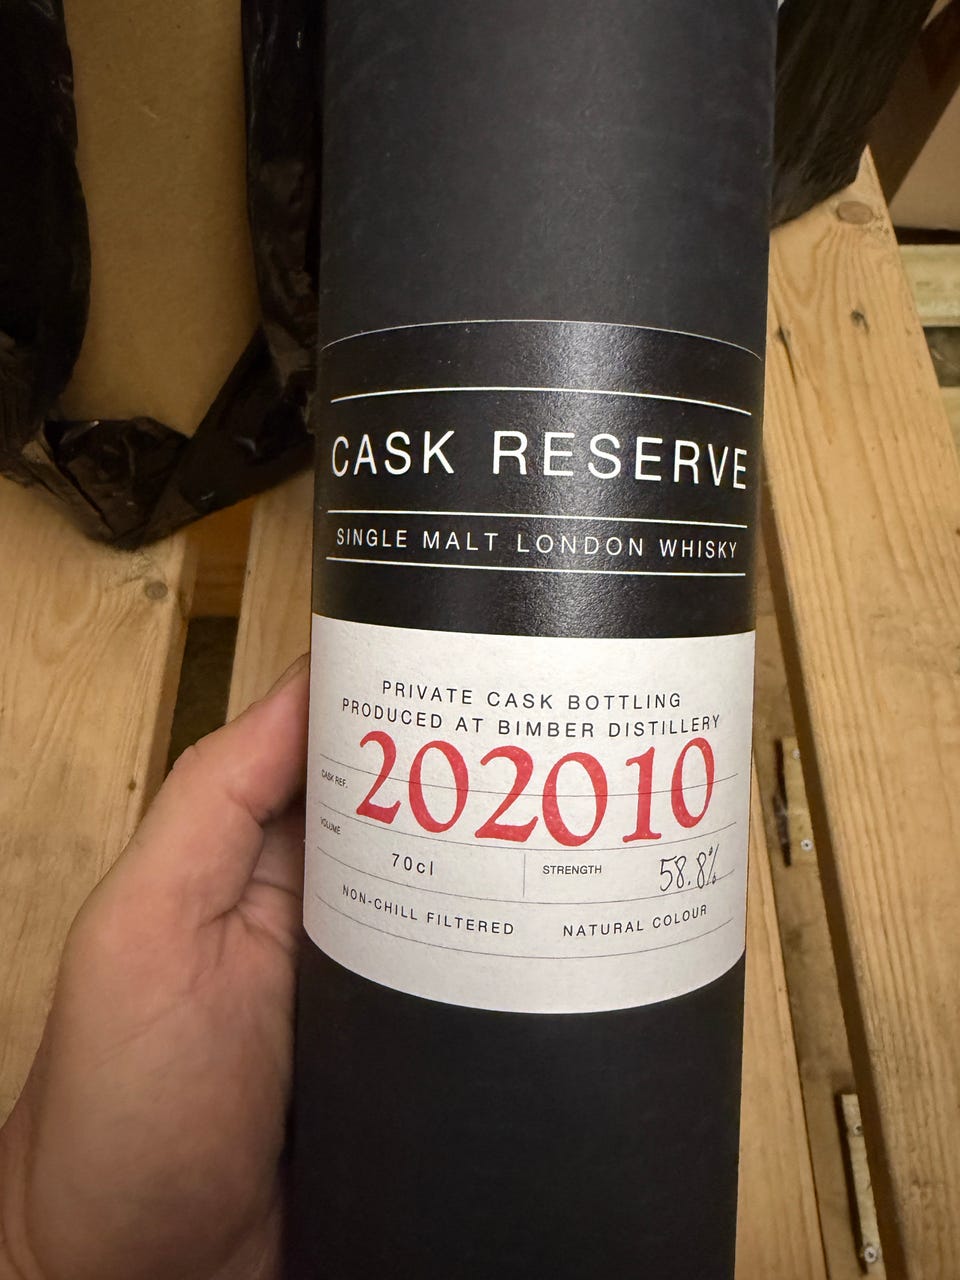 CASK RESERVE
SINGLE MALT LONDON WHISKY
PRIVATE CASK BOTTLING
PRODUCED AT BIMBER DISTILLERY
CASK REF. 202010
VOLUME 70cl STRENGTH 58.8%
NON-CHILL FILTERED NATURAL COLOUR